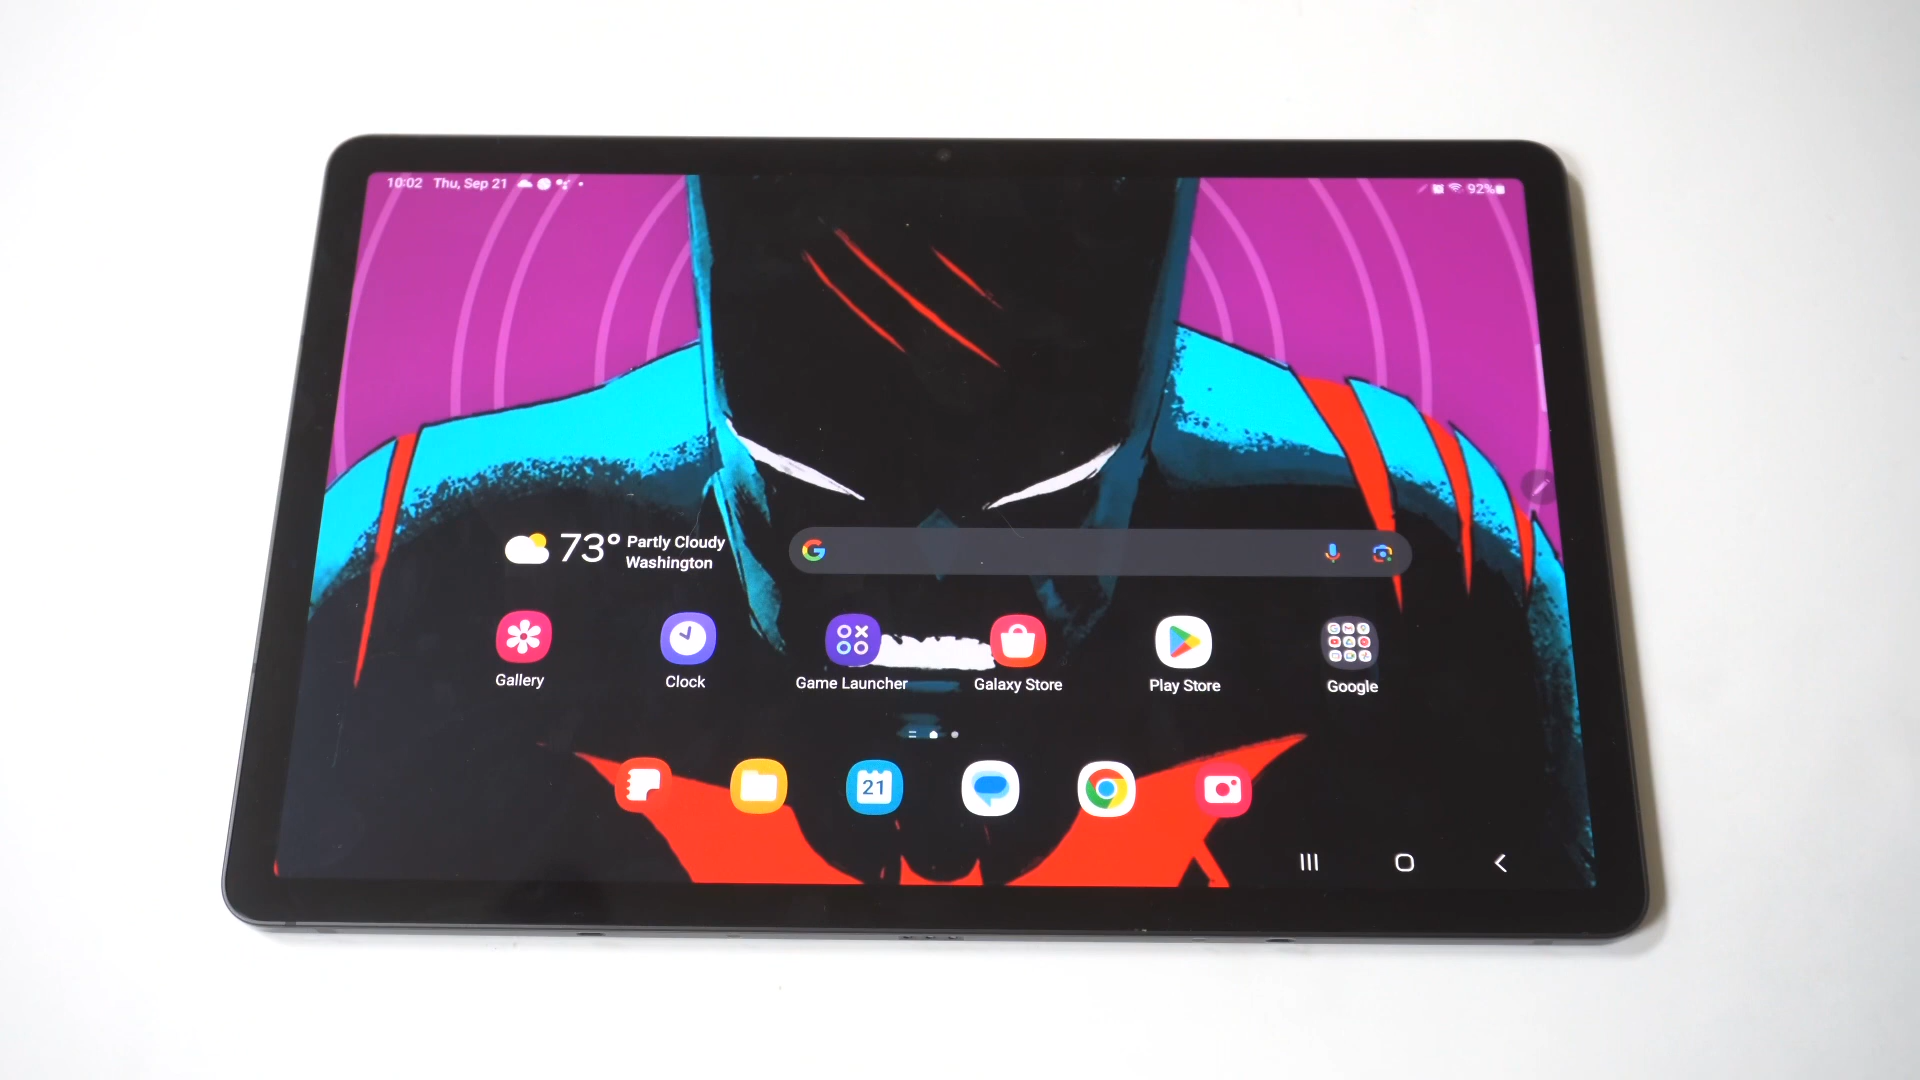 10:02 Thu, Sep 21
92%
73° Partly Cloudy
Washington
Gallery
Clock
Game Launcher
Galaxy Store
Play Store
Google
21